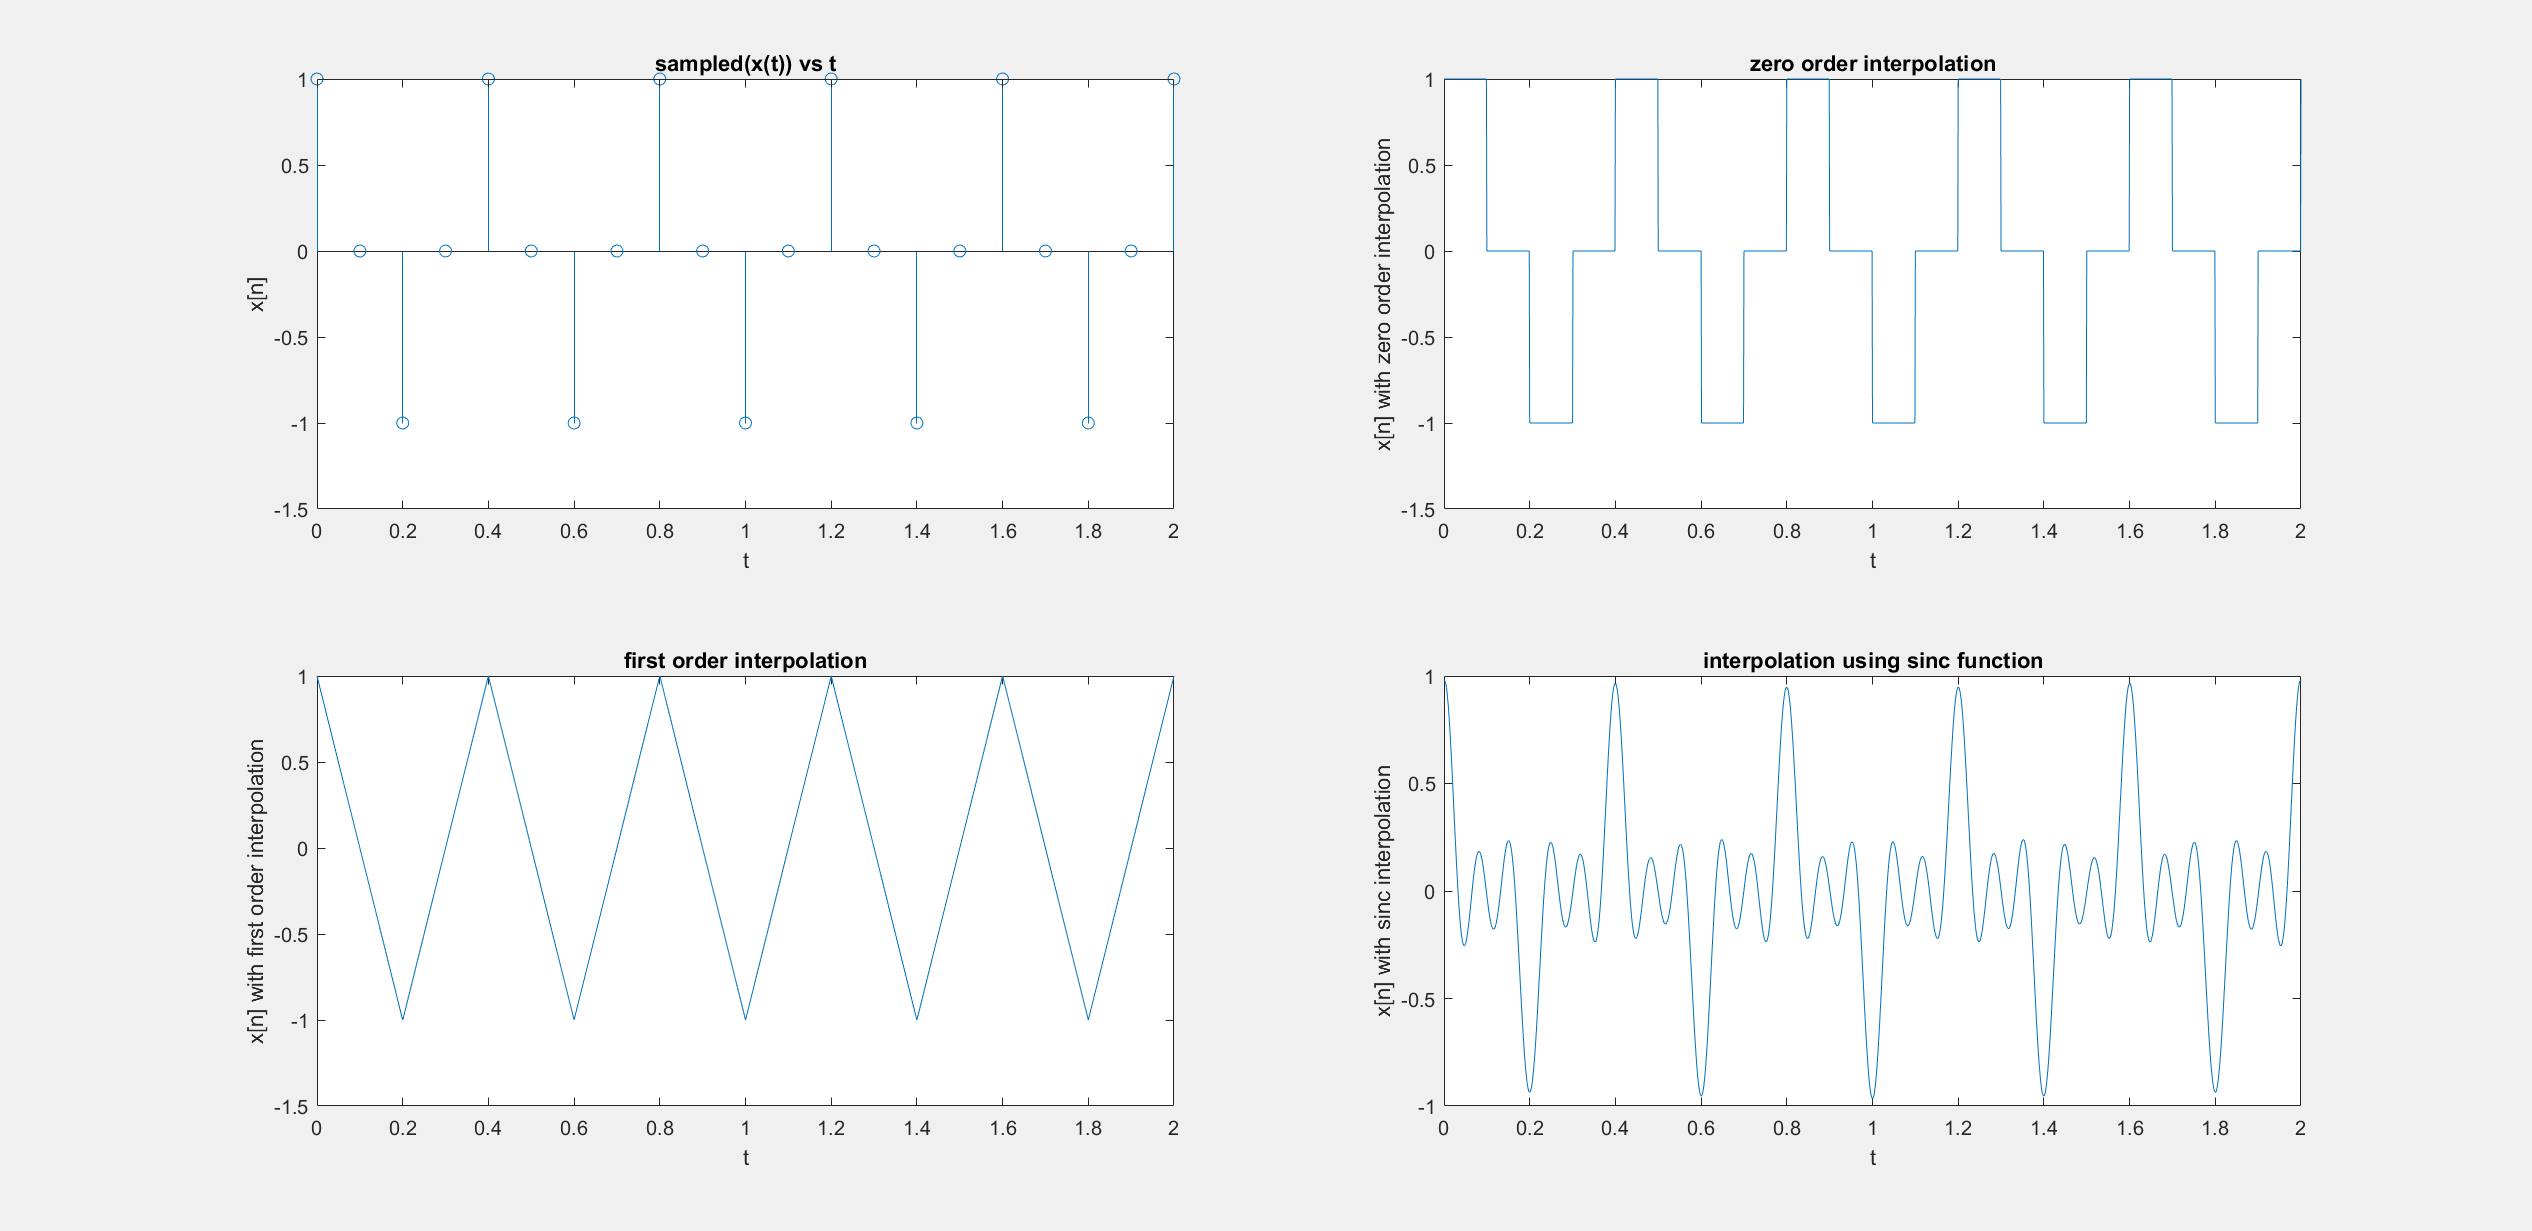 sampled(x(t)) vs t
1
0.5
0
-0.5
-1
-1.5
x[n]
0 0.2 0.4 0.6 0.8 1 1.2 1.4 1.6 1.8 2
t
zero order interpolation
1
0.5
0
-0.5
-1
-1.5
x[n] with zero order interpolation
0 0.2 0.4 0.6 0.8 1 1.2 1.4 1.6 1.8 2
t
first order interpolation
1
0.5
0
-0.5
-1
-1.5
x[n] with first order interpolation
0 0.2 0.4 0.6 0.8 1 1.2 1.4 1.6 1.8 2
t
interpolation using sinc function
1
0.5
0
-0.5
-1
x[n] with sinc interpolation
0 0.2 0.4 0.6 0.8 1 1.2 1.4 1.6 1.8 2
t